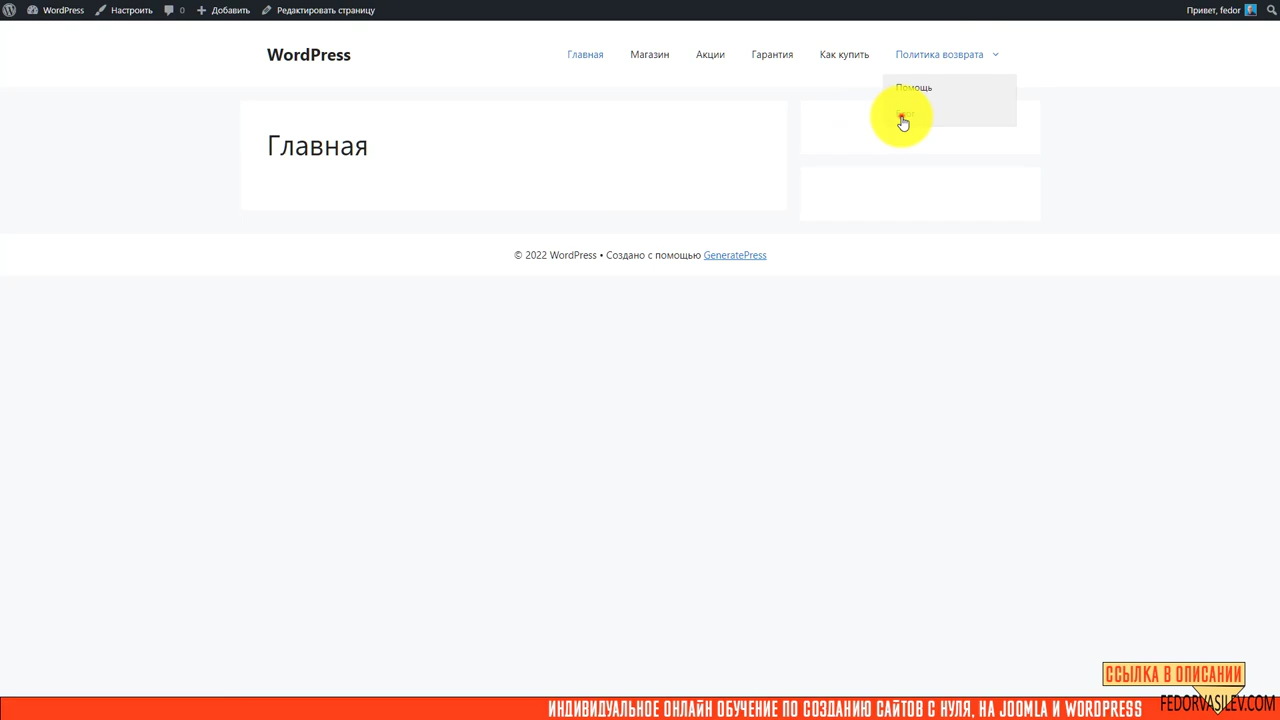 WordPress Настроить 0 Добавить Редактировать страницу Привет, fedor
WordPress Главная Магазин Акции Гарантия Как купить Политика возврата
Помощь
Главная
© 2022 WordPress • Создано с помощью GeneratePress
ССЫЛКА В ОПИСАНИИ
FEDORVASILEV.COM
ИНДИВИДУАЛЬНОЕ ОНЛАЙН ОБУЧЕНИЕ ПО СОЗДАНИЮ САЙТОВ С НУЛЯ, НА JOOMLA И WORDPRESS